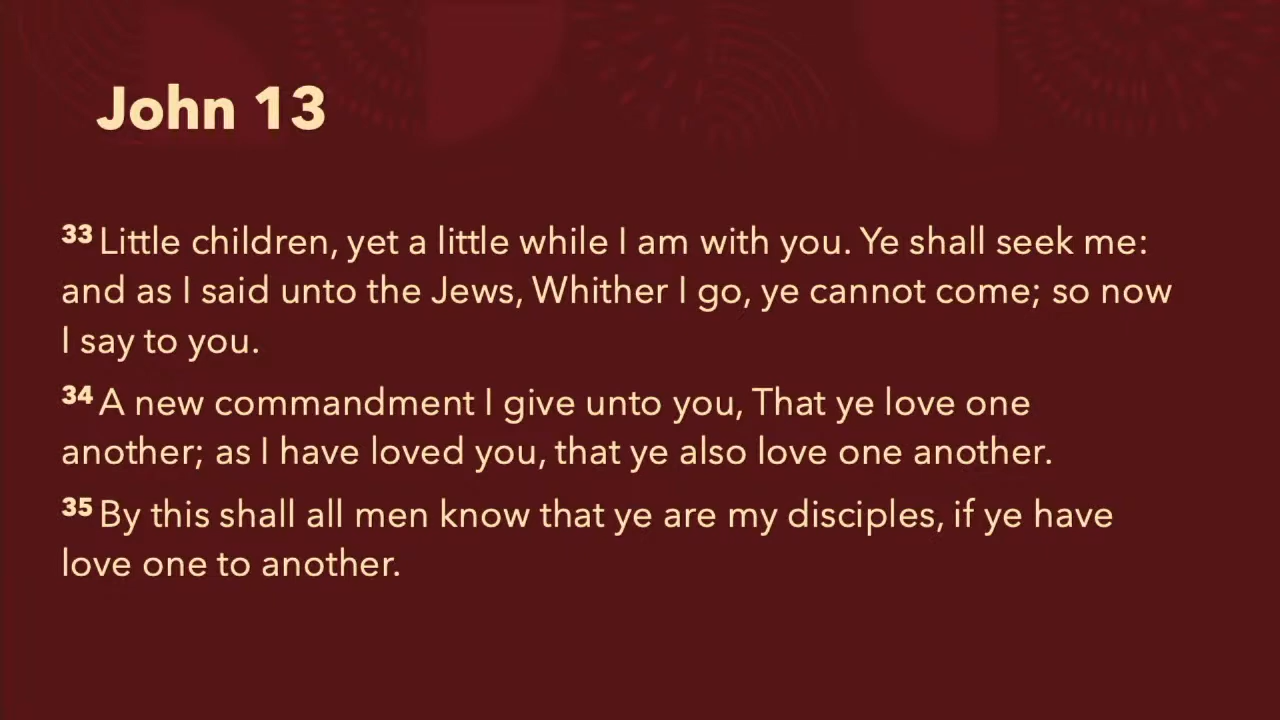 John 13
33 Little children, yet a little while I am with you. Ye shall seek me:
and as I said unto the Jews, Whither I go, ye cannot come; so now
I say to you.
34 A new commandment I give unto you, That ye love one
another; as I have loved you, that ye also love one another.
35 By this shall all men know that ye are my disciples, if ye have
love one to another.